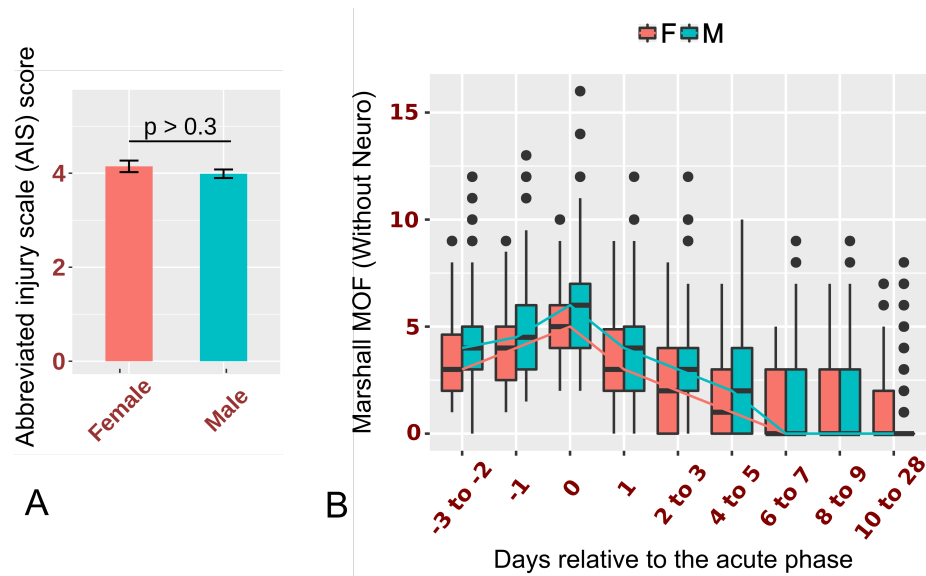 Abbreviated injury scale (AIS) score
p > 0.3
4
2
0
Female
Male
A
F M
Marshall MOF (Without Neuro)
15
10
5
0
-3 to -2
-1
0
1
2 to 3
4 to 5
6 to 7
8 to 9
10 to 28
Days relative to the acute phase
B